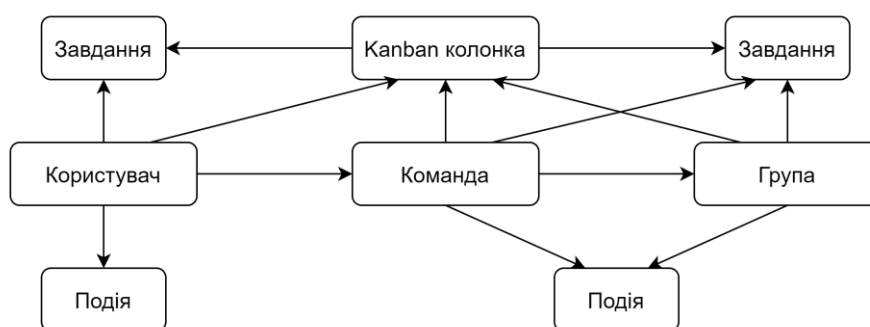 Завдання
Kanban колонка
Завдання
Користувач
Команда
Група
Подія
Подія